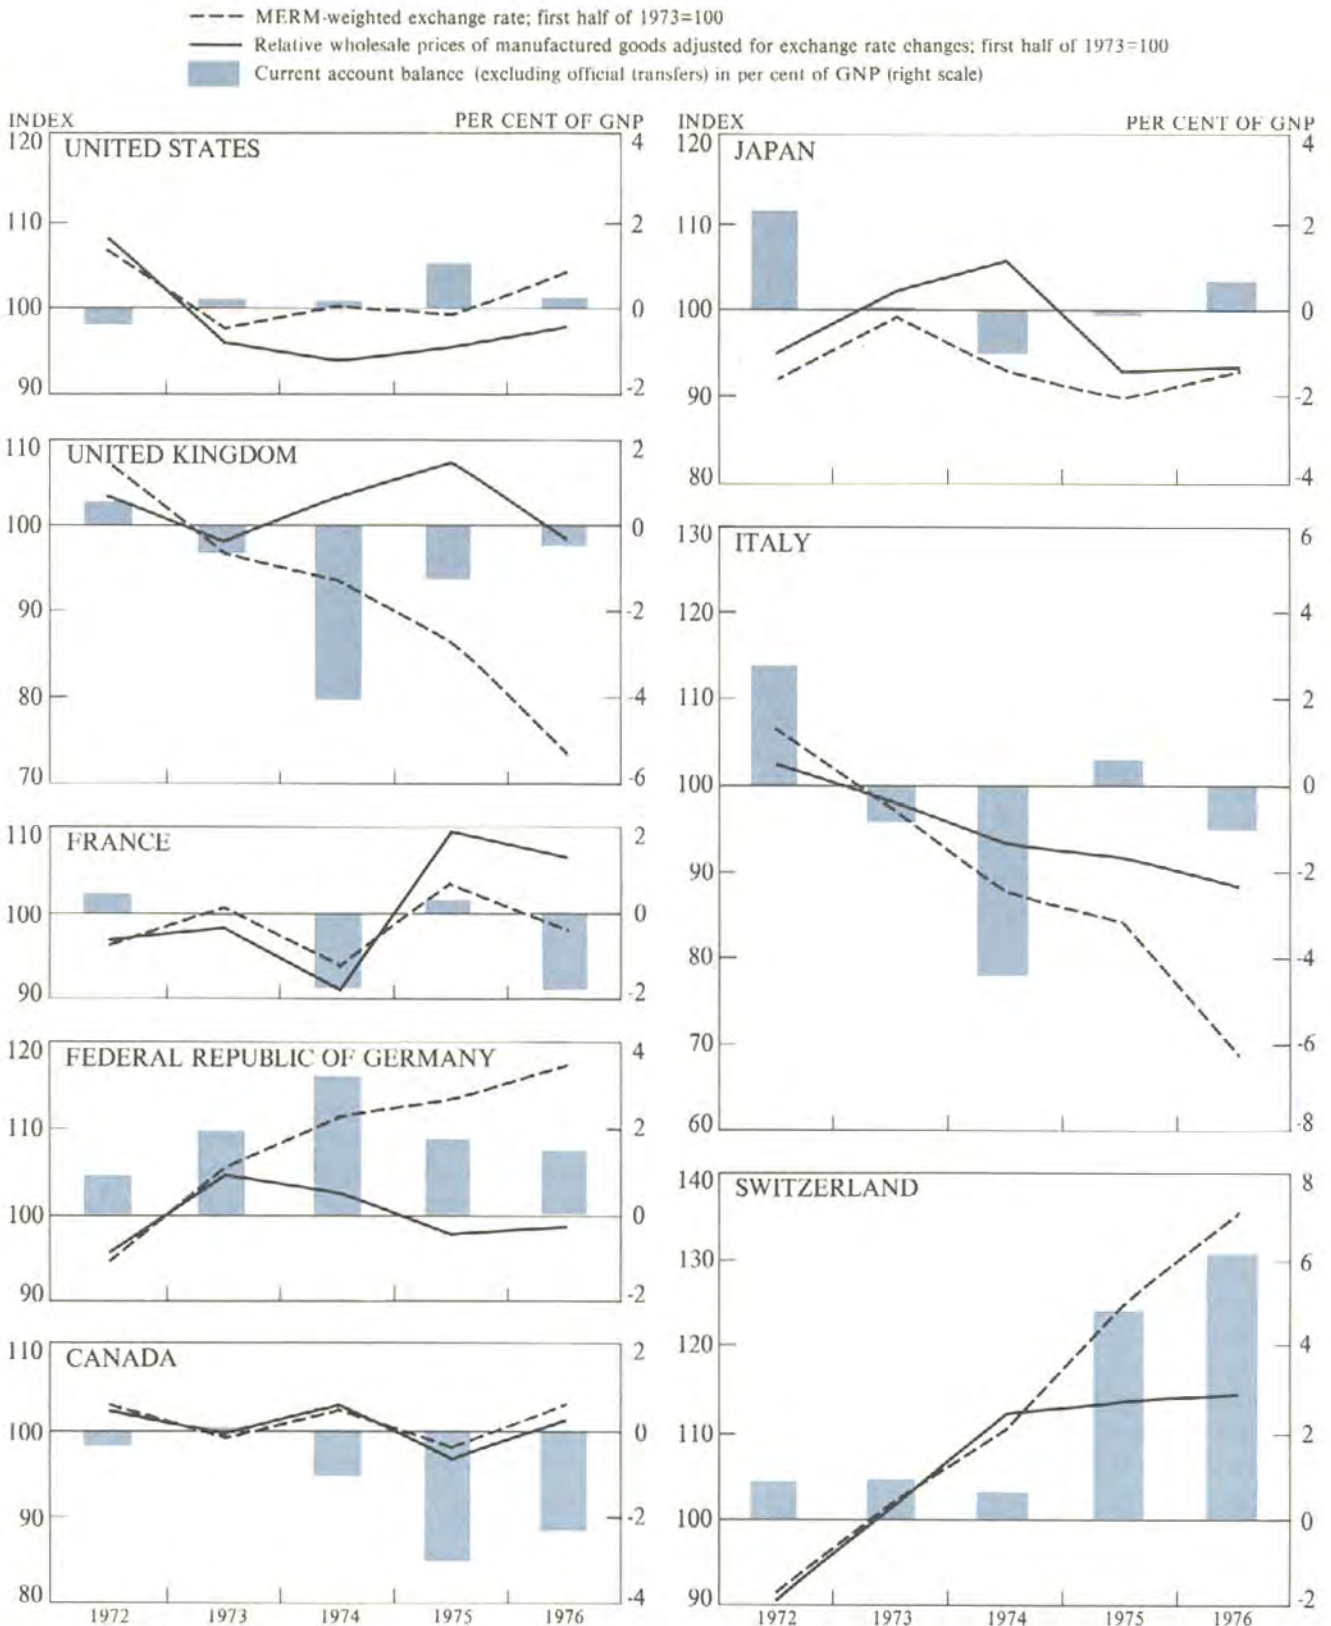 MERM-weighted exchange rate; first half of 1973=100
Relative wholesale prices of manufactured goods adjusted for exchange rate changes; first half of 1973=100
Current account balance (excluding official transfers) in per cent of GNP (right scale)
INDEX PER CENT OF GNP
UNITED STATES
120 4
110 2
100 0
90 -2
UNITED KINGDOM
110 2
100 0
90 -2
80 -4
70 -6
FRANCE
110 2
100 0
90 -2
FEDERAL REPUBLIC OF GERMANY
120 4
110 2
100 0
90 -2
CANADA
110 2
100 0
90 -2
80 -4
1972 1973 1974 1975 1976
INDEX PER CENT OF GNP
JAPAN
120 4
110 2
100 0
90 -2
80 -4
ITALY
130 6
120 4
110 2
100 0
90 -2
80 -4
70 -6
60 -8
SWITZERLAND
140 8
130 6
120 4
110 2
100 0
90 -2
1972 1973 1974 1975 1976